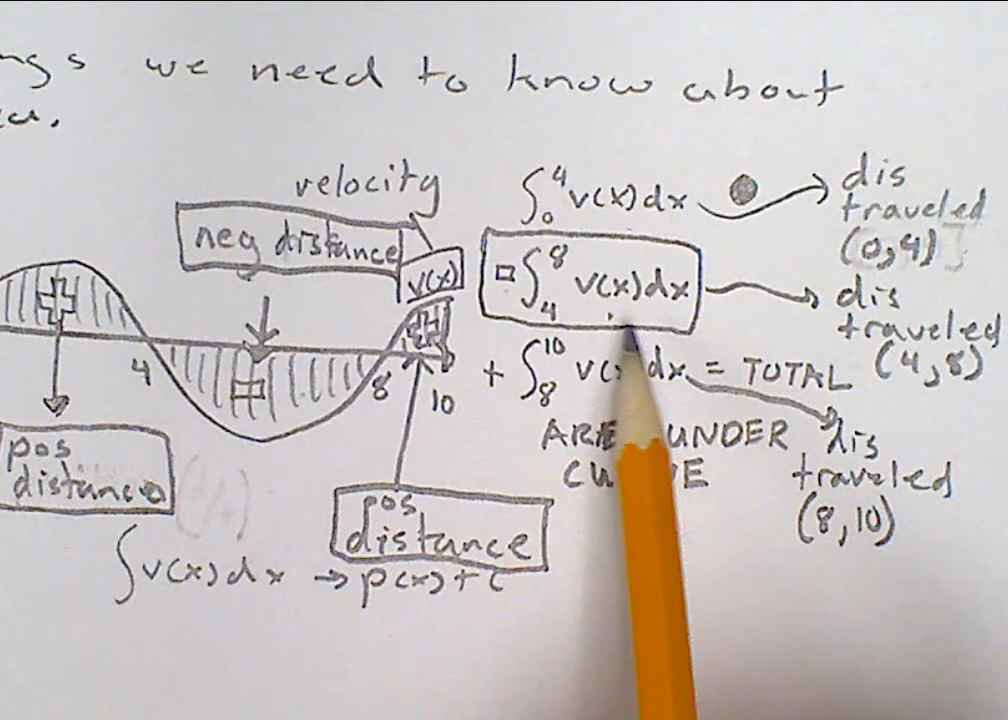 we need to know about
velocity
neg distance
v(x)
∫₀⁴ v(x)dx
dis
traveled
(0,4)
-∫₄⁸ v(x)dx
dis
traveled
(4,8)
+ ∫₈¹⁰ v(x)dx = TOTAL
UNDER
dis
traveled
(8,10)
4
8
10
pos
distance
pos
distance
∫v(x)dx → p(x)+C